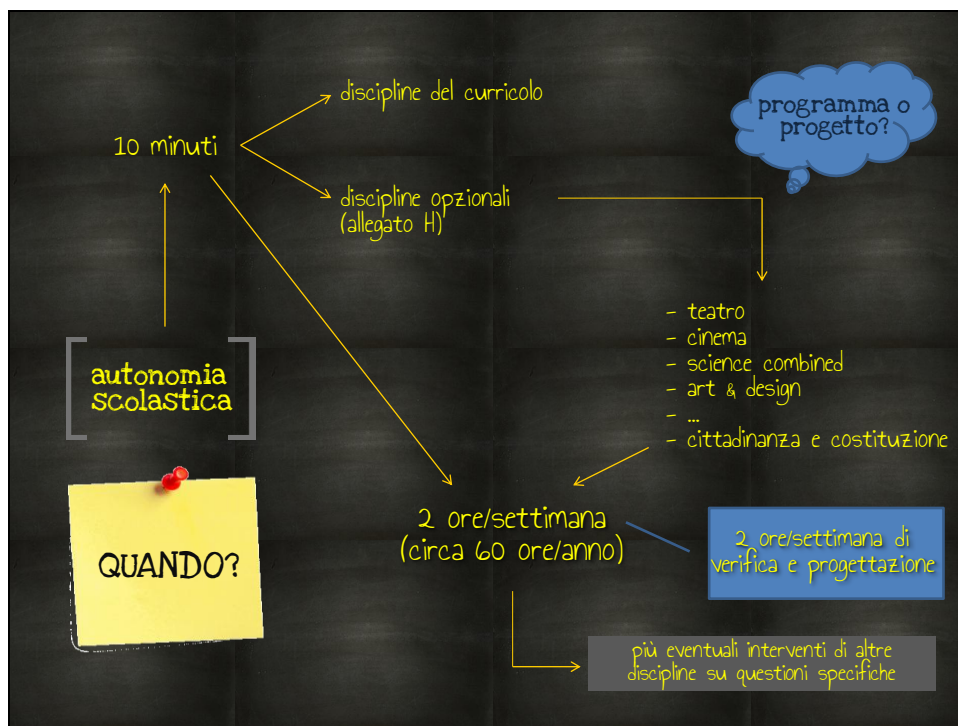 discipline del curricolo
programma o
progetto?
10 minuti
discipline opzionali
(allegato H)
- teatro
- cinema
- science combined
- art & design
- ...
- cittadinanza e costituzione
autonomia
scolastica
QUANDO?
2 ore/settimana
(circa 60 ore/anno)
2 ore/settimana di
verifica e progettazione
più eventuali interventi di altre
discipline su questioni specifiche